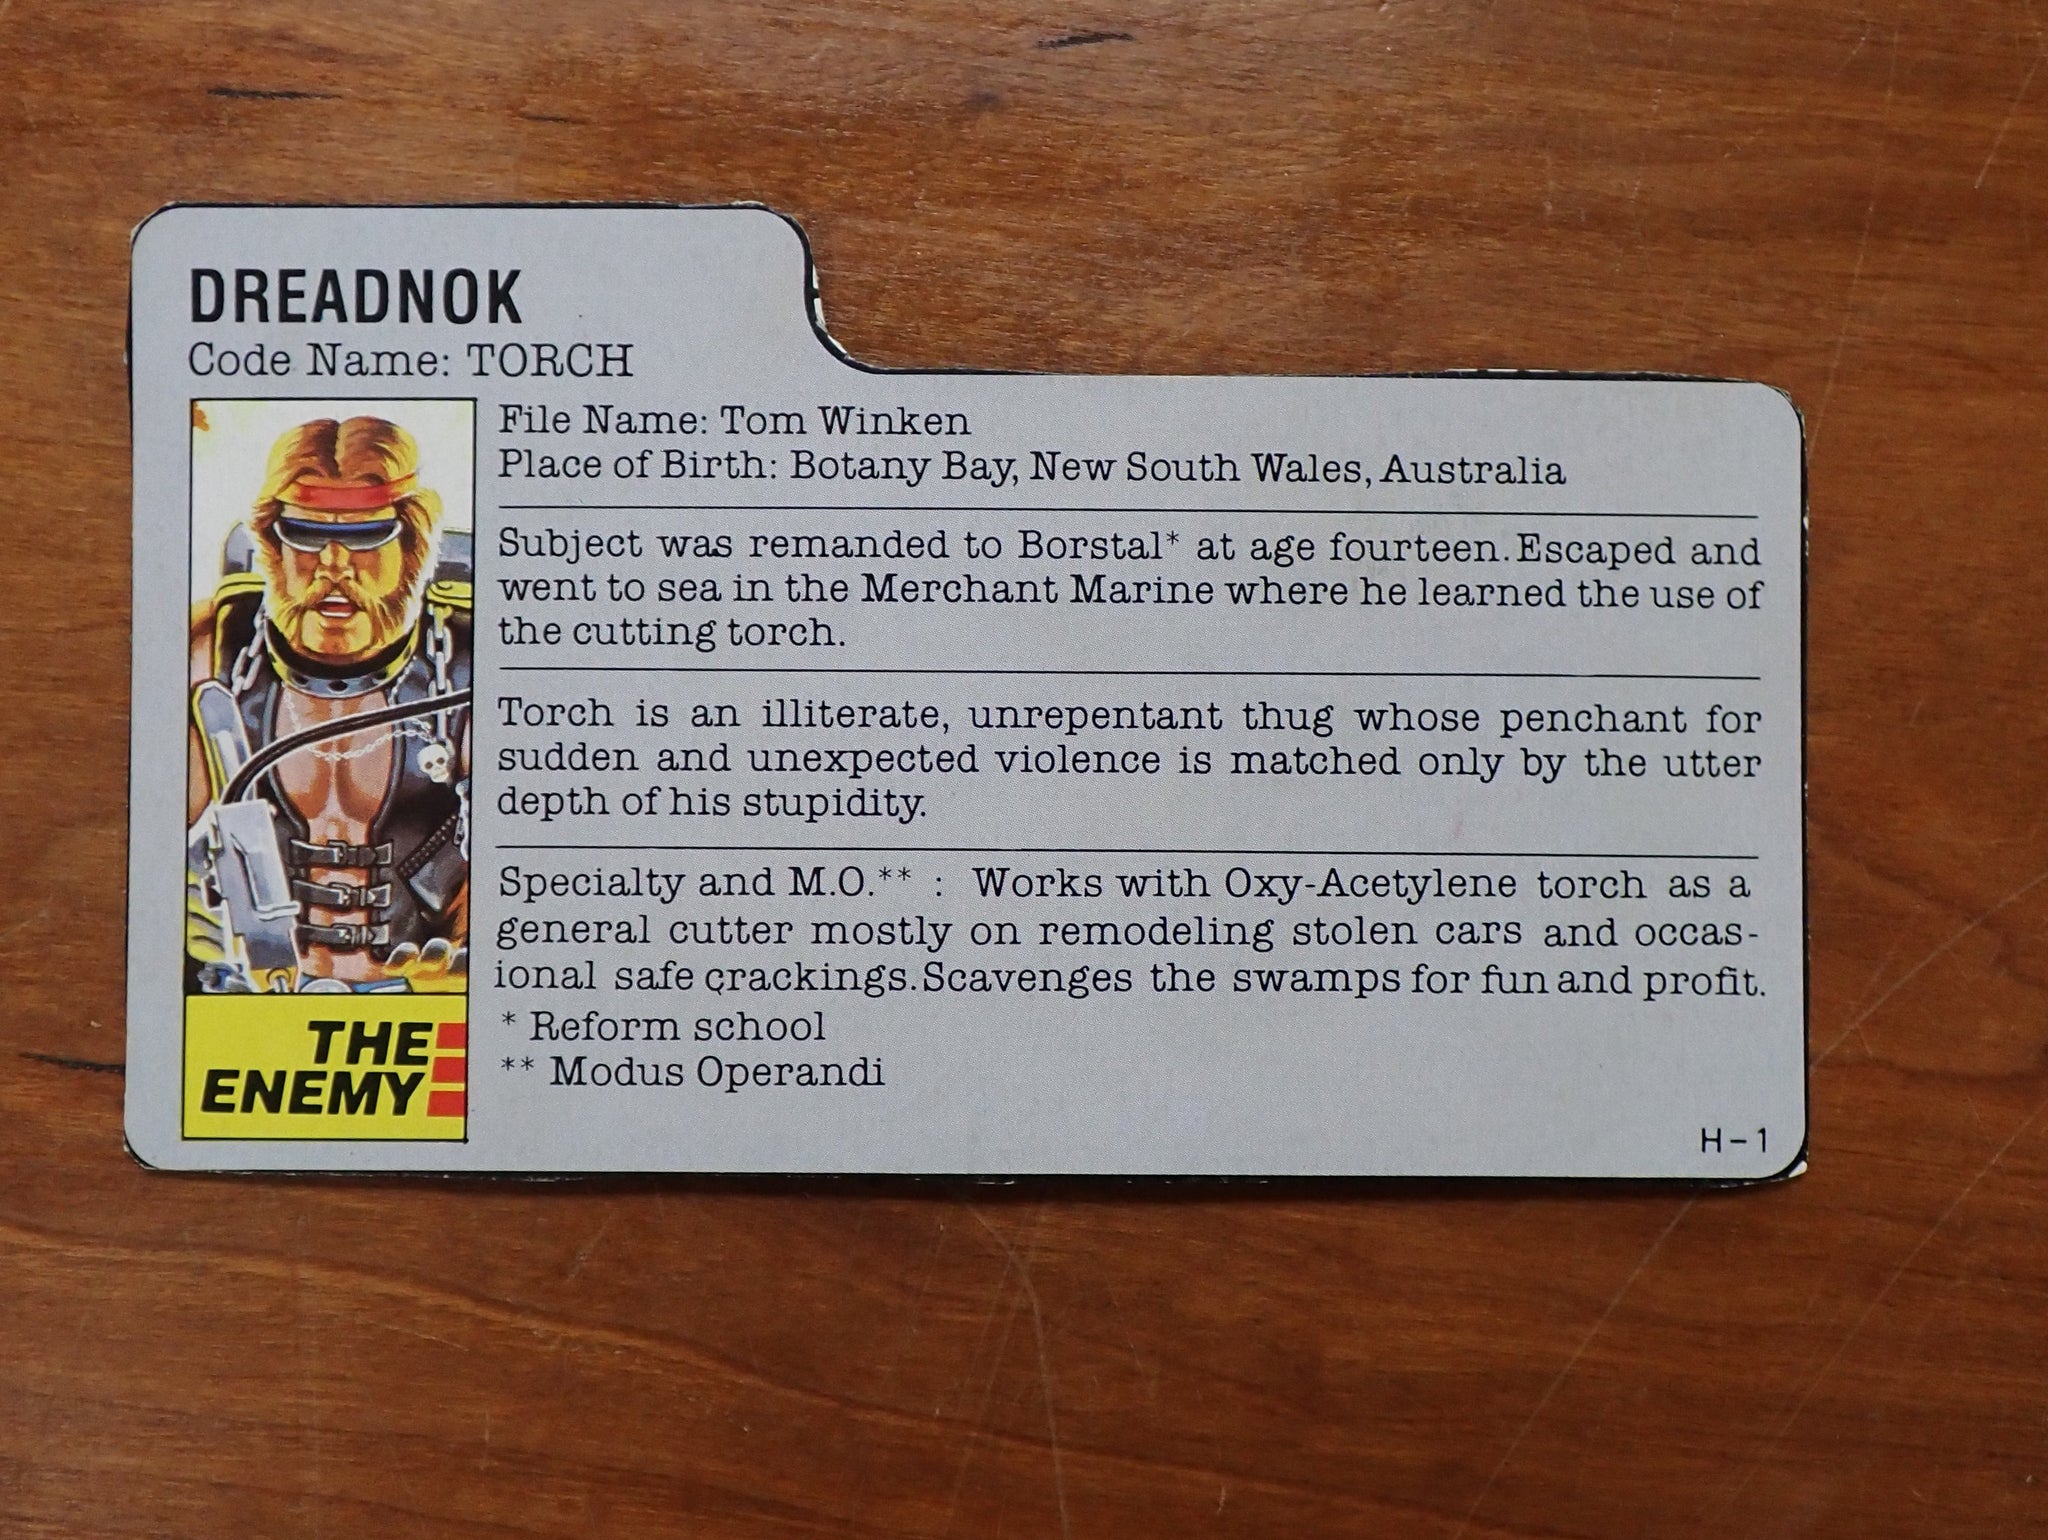 DREADNOK
Code Name: TORCH
File Name: Tom Winken
Place of Birth: Botany Bay, New South Wales, Australia
Subject was remanded to Borstal* at age fourteen. Escaped and
went to sea in the Merchant Marine where he learned the use of
the cutting torch.
Torch is an illiterate, unrepentant thug whose penchant for
sudden and unexpected violence is matched only by the utter
depth of his stupidity.
Specialty and M.O.** : Works with Oxy-Acetylene torch as a
general cutter mostly on remodeling stolen cars and occas-
ional safe crackings. Scavenges the swamps for fun and profit.
* Reform school
** Modus Operandi
THE
ENEMY
H-1